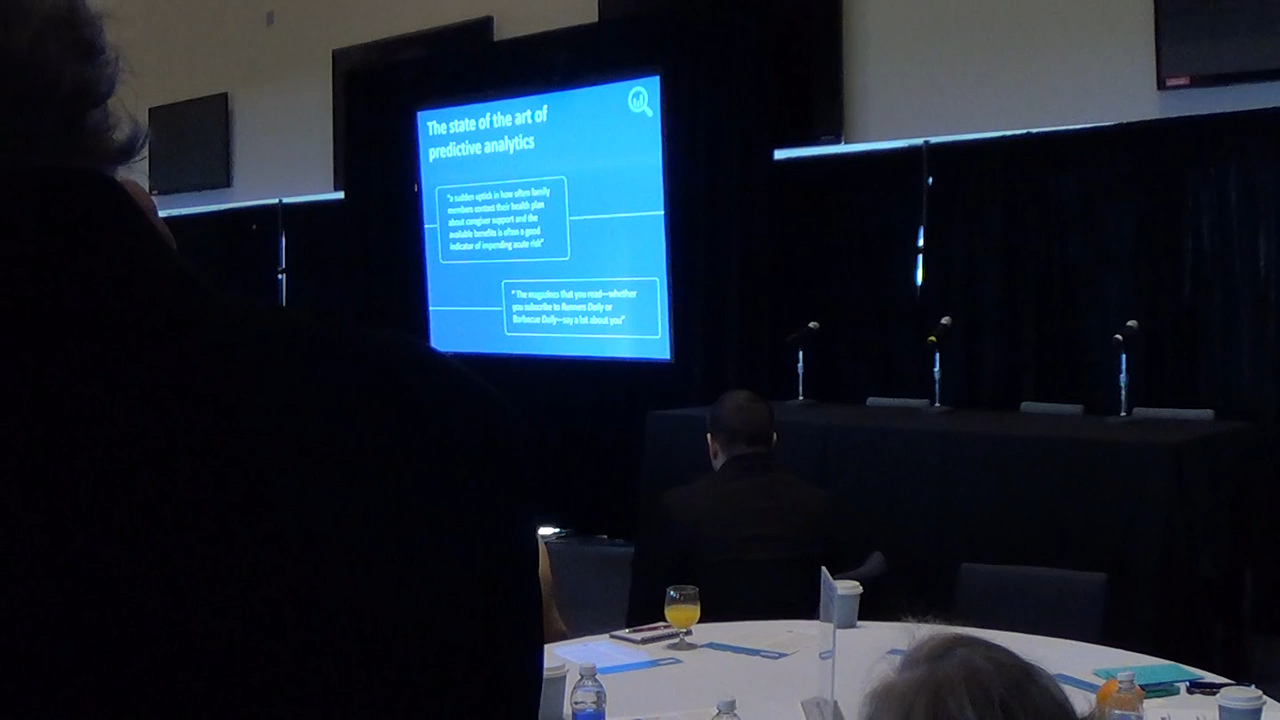 The state of the art of
predictive analytics
"a sudden uptick in how often family
members contact their health plan
about caregiver support and the
available benefits is often a good
indicator of impending acute risk"
"The magazines that you read—whether
you subscribe to Runners Daily or
Barbecue Daily—say a lot about you"